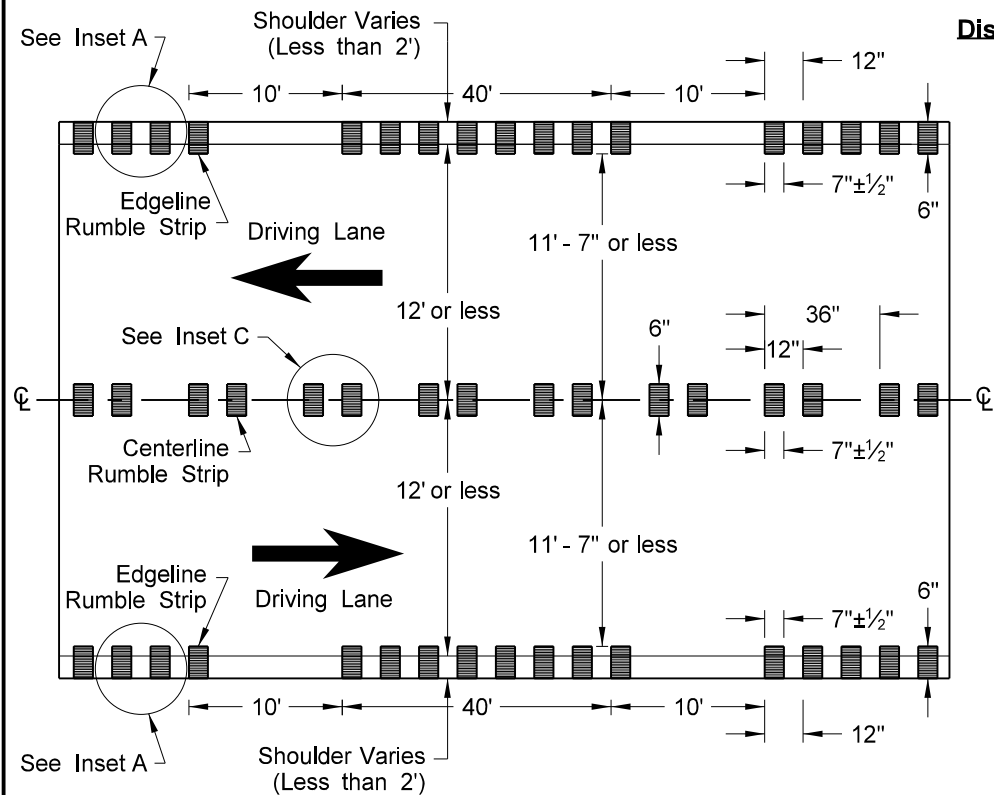 Shoulder Varies
(Less than 2')
See Inset A
Dis
12"
10'
40'
10'
Edgeline
Rumble Strip
7"±½"
6"
Driving Lane
11' - 7" or less
12' or less
See Inset C
6"
36"
12"
℄
℄
Centerline
Rumble Strip
7"±½"
12' or less
11' - 7" or less
Edgeline
Rumble Strip
Driving Lane
7"±½"
6"
10'
40'
10'
12"
See Inset A
Shoulder Varies
(Less than 2')